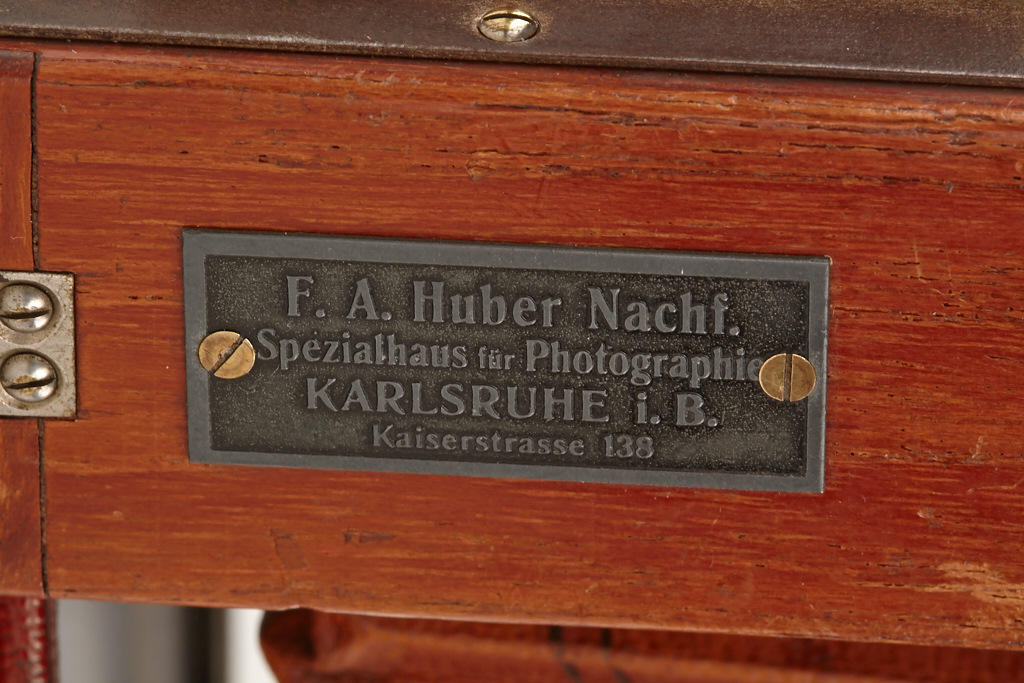 F. A. Huber Nachf.
Spezialhaus für Photographie
KARLSRUHE i. B.
Kaiserstrasse 138